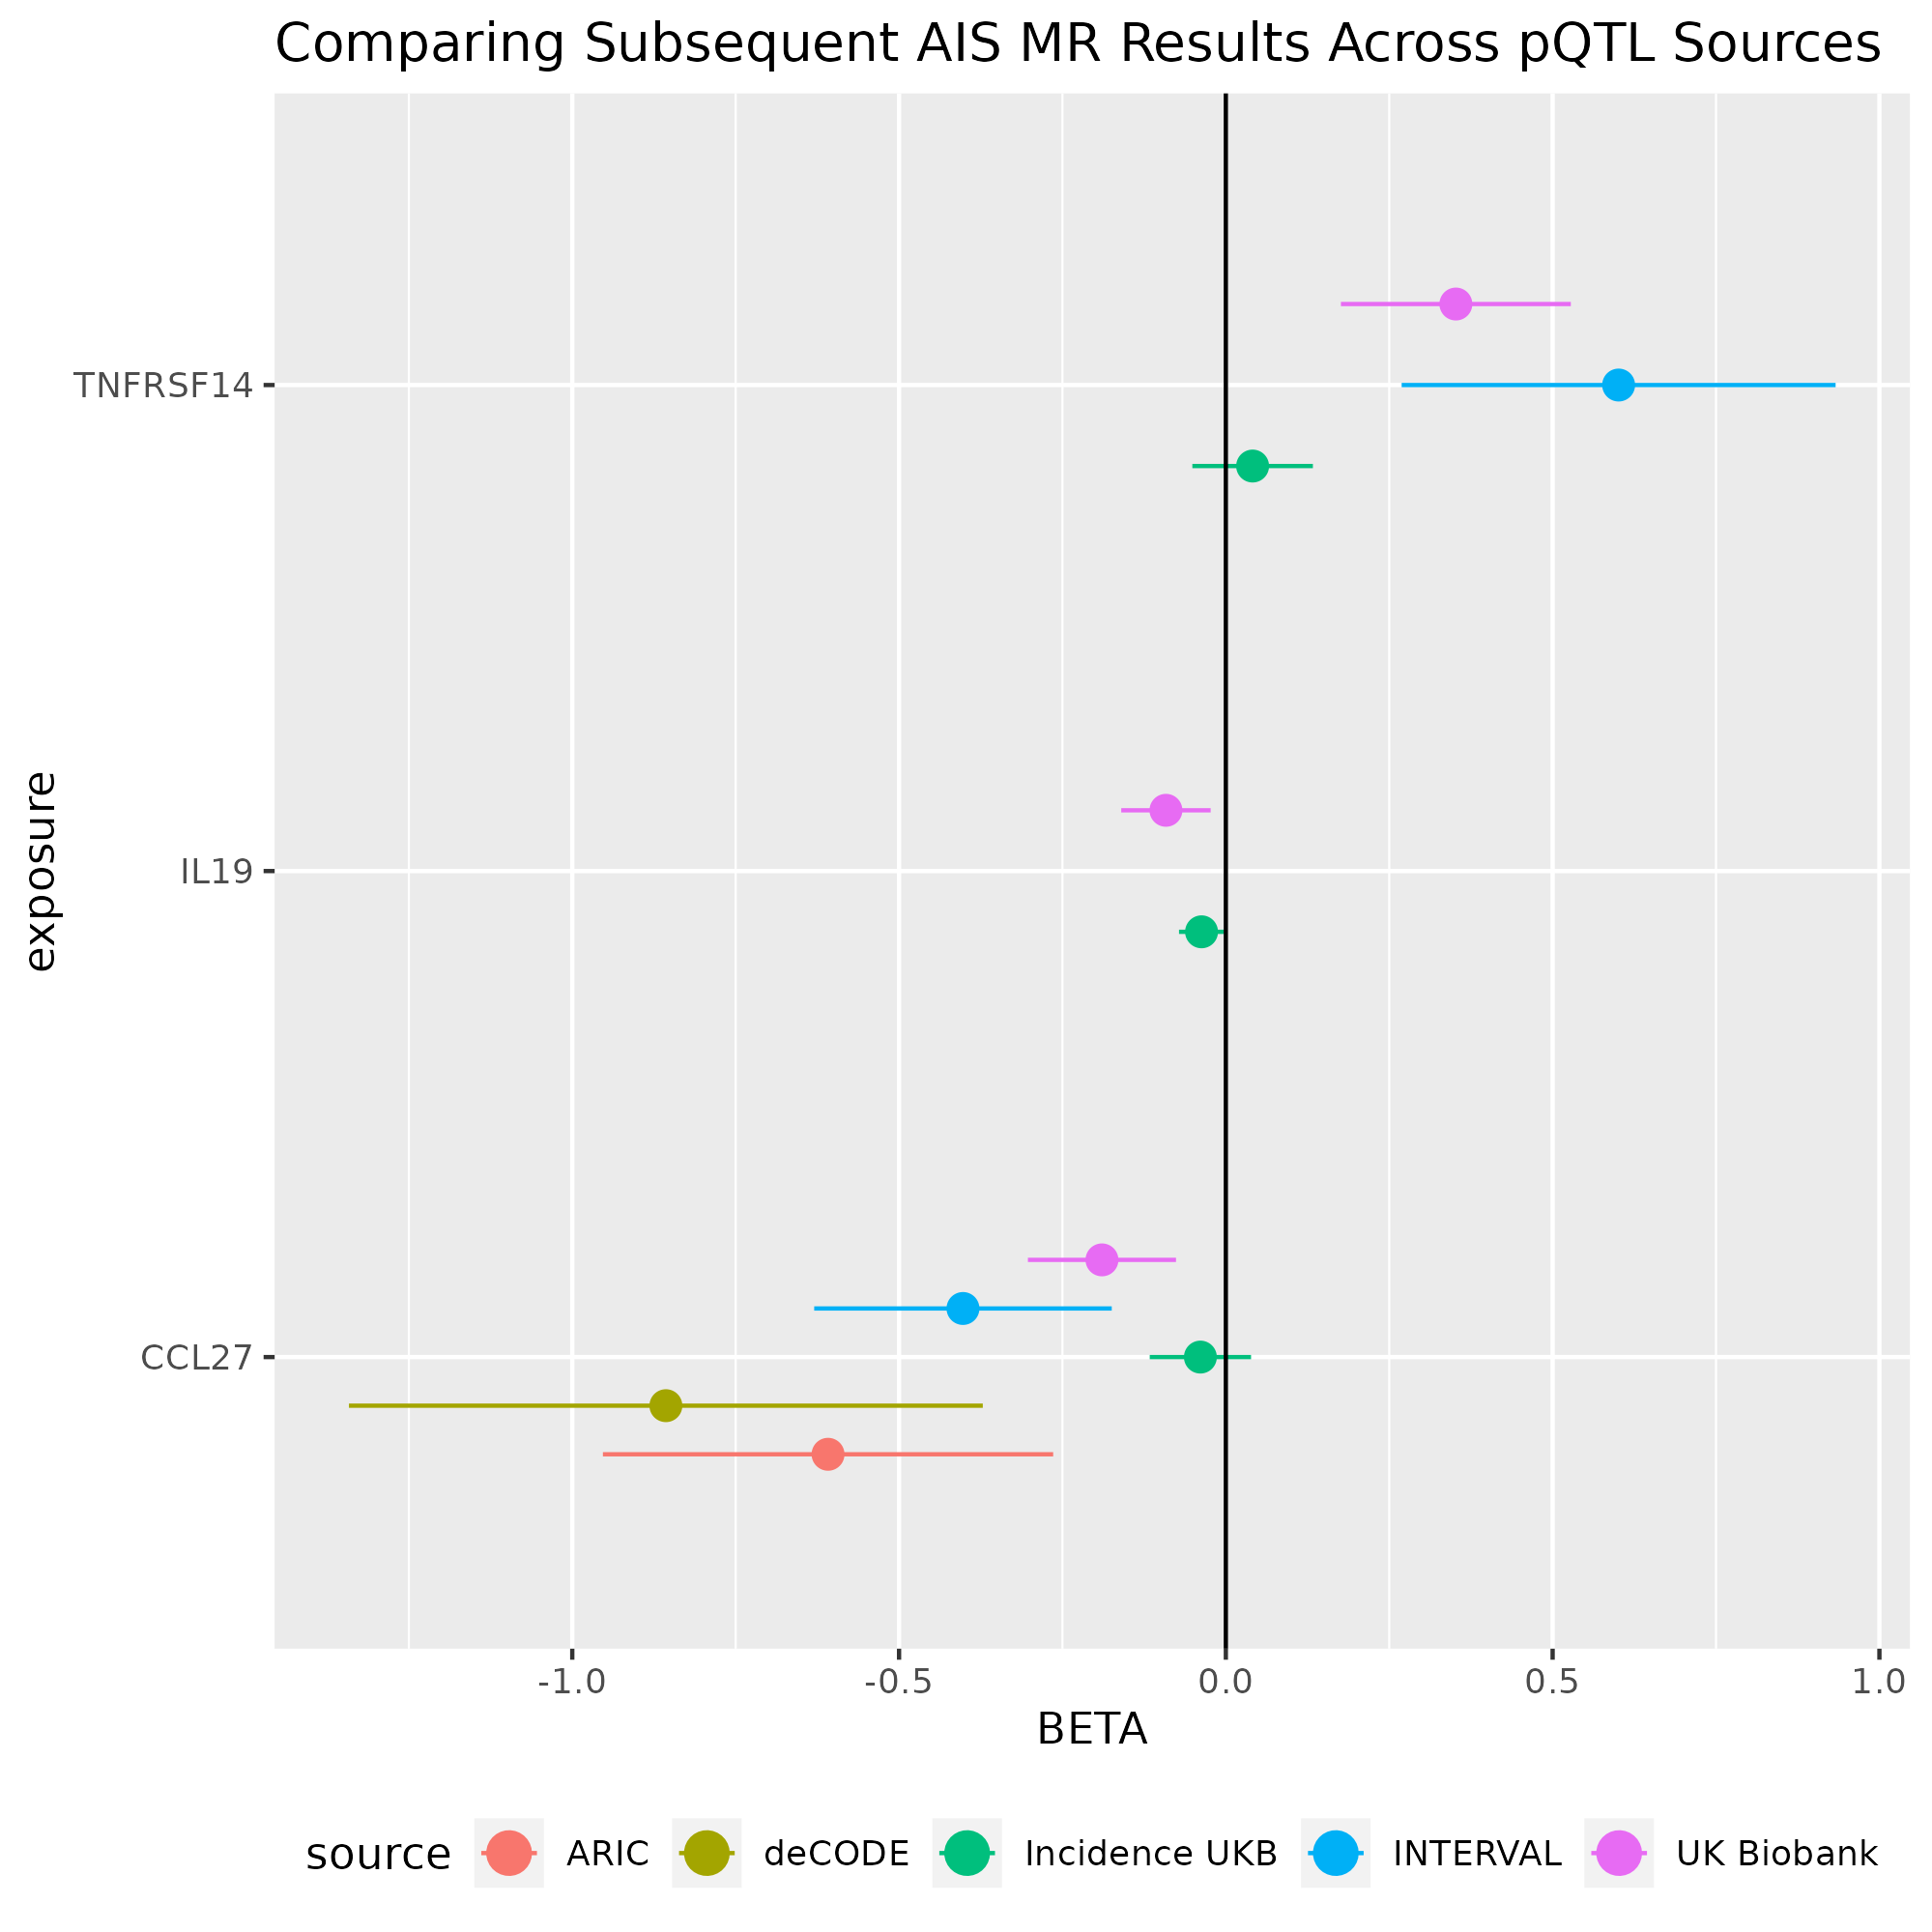 Comparing Subsequent AIS MR Results Across pQTL Sources
TNFRSF14
IL19
CCL27
exposure
-1.0 -0.5 0.0 0.5 1.0
BETA
source ARIC deCODE Incidence UKB INTERVAL UK Biobank